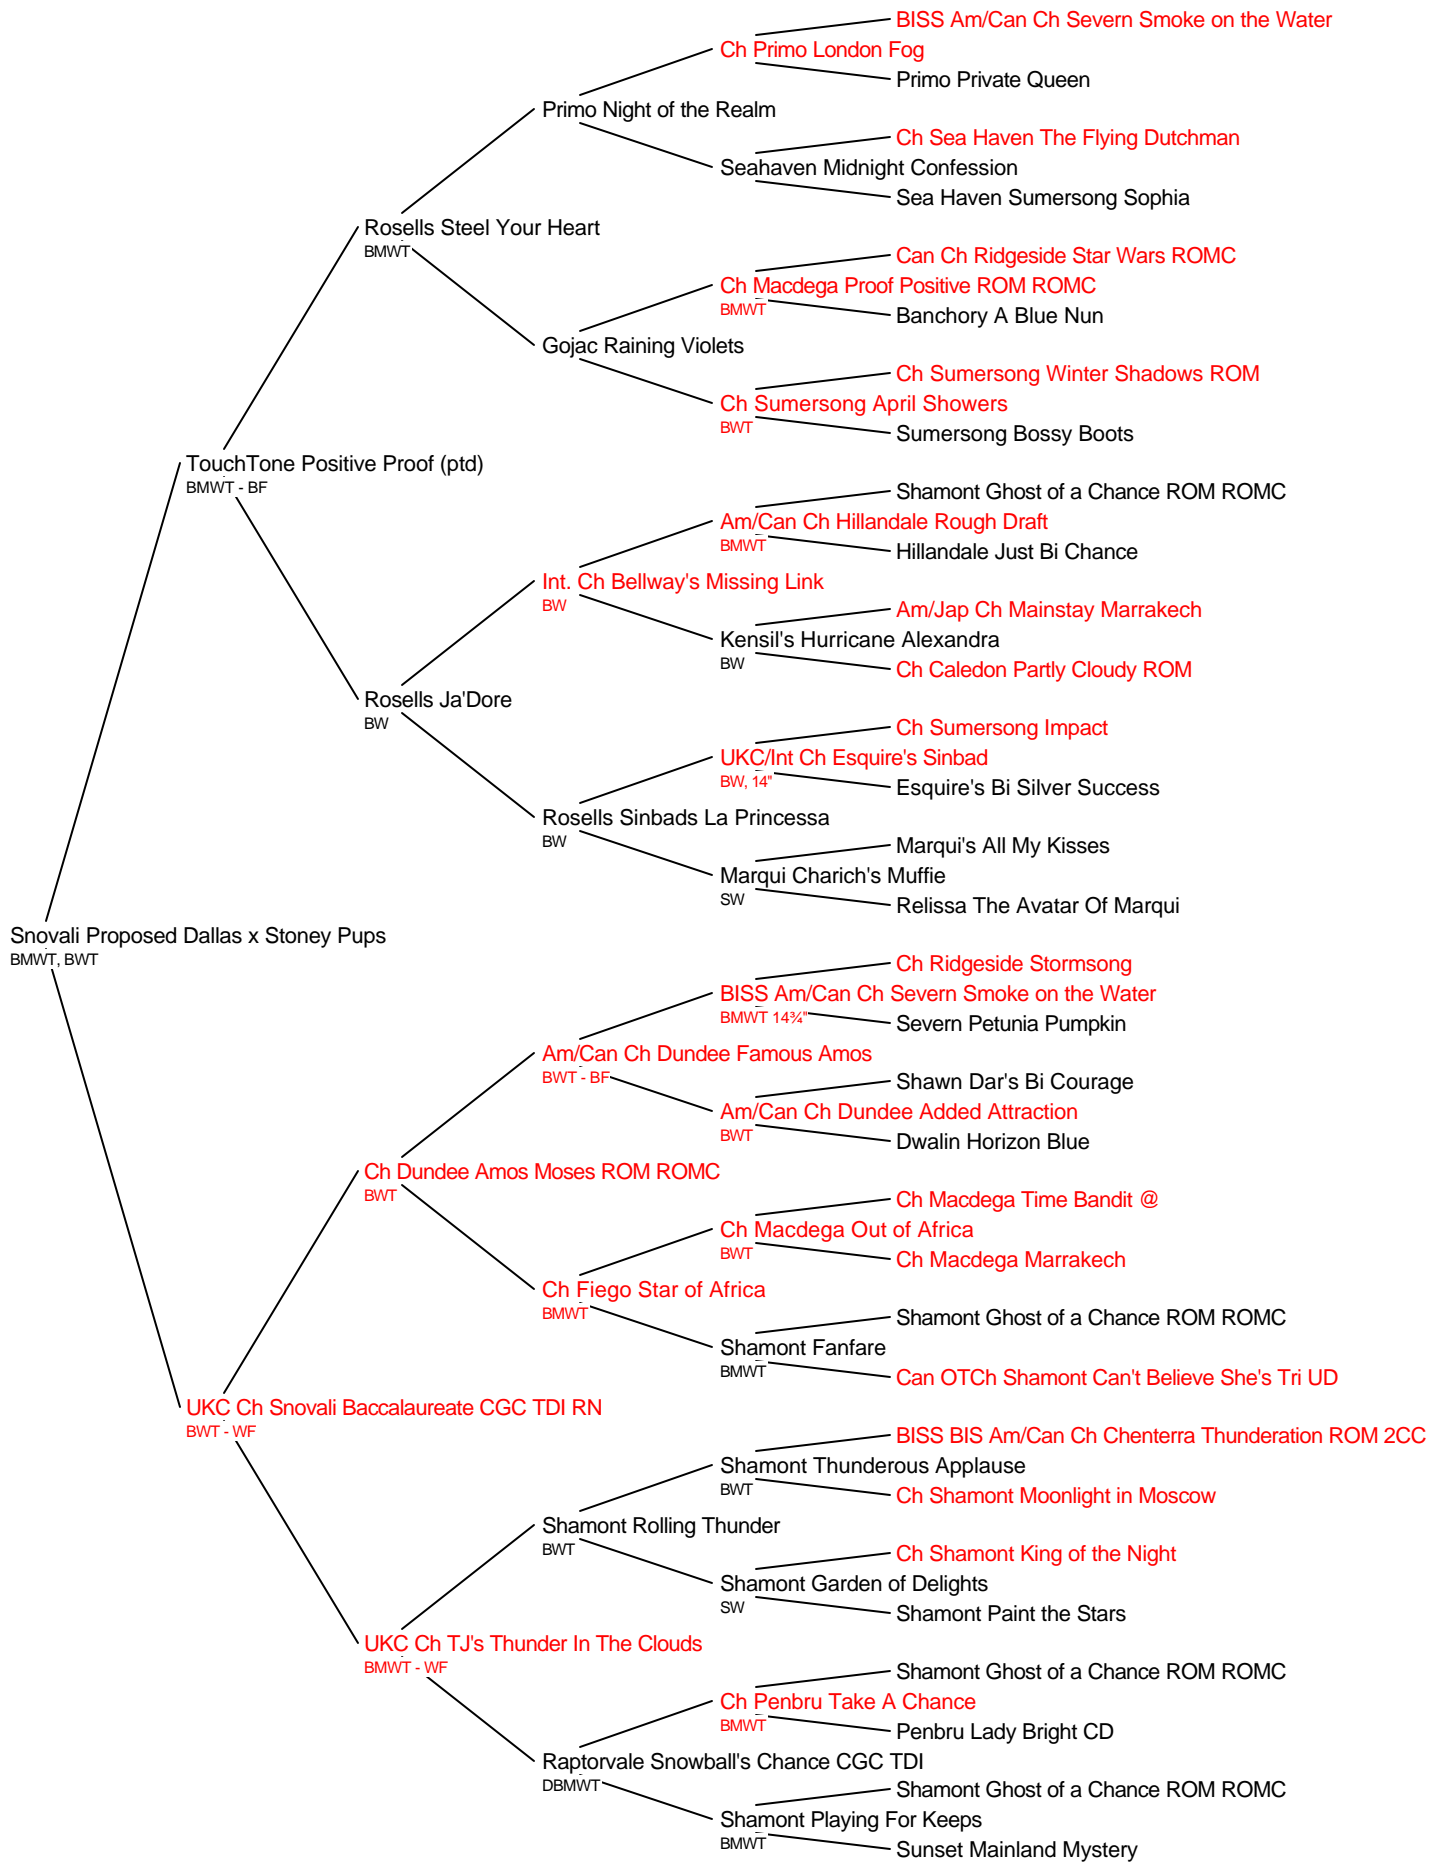 BISS Am/Can Ch Severn Smoke on the Water
Ch Primo London Fog
Primo Private Queen
Primo Night of the Realm
Ch Sea Haven The Flying Dutchman
Seahaven Midnight Confession
Sea Haven Sumersong Sophia
Rosells Steel Your Heart
BMWT
Can Ch Ridgeside Star Wars ROMC
Ch Macdega Proof Positive ROM ROMC
BMWT
Banchory A Blue Nun
Gojac Raining Violets
Ch Sumersong Winter Shadows ROM
Ch Sumersong April Showers
BWT
Sumersong Bossy Boots
TouchTone Positive Proof (ptd)
BMWT - BF
Shamont Ghost of a Chance ROM ROMC
Am/Can Ch Hillandale Rough Draft
BMWT
Hillandale Just Bi Chance
Int. Ch Bellway's Missing Link
BW
Am/Jap Ch Mainstay Marrakech
Kensil's Hurricane Alexandra
BW
Ch Caledon Partly Cloudy ROM
Rosells Ja'Dore
BW
Ch Sumersong Impact
UKC/Int Ch Esquire's Sinbad
BW, 14"
Esquire's Bi Silver Success
Rosells Sinbads La Princessa
BW
Marqui's All My Kisses
Marqui Charich's Muffie
SW
Relissa The Avatar Of Marqui
Snovali Proposed Dallas x Stoney Pups
BMWT, BWT
Ch Ridgeside Stormsong
BISS Am/Can Ch Severn Smoke on the Water
BMWT 14¾"
Severn Petunia Pumpkin
Am/Can Ch Dundee Famous Amos
BWT - BF
Shawn Dar's Bi Courage
Am/Can Ch Dundee Added Attraction
BWT
Dwalin Horizon Blue
Ch Dundee Amos Moses ROM ROMC
BWT
Ch Macdega Time Bandit @
Ch Macdega Out of Africa
BWT
Ch Macdega Marrakech
Ch Fiego Star of Africa
BMWT
Shamont Ghost of a Chance ROM ROMC
Shamont Fanfare
BMWT
Can OTCh Shamont Can't Believe She's Tri UD
UKC Ch Snovali Baccalaureate CGC TDI RN
BWT - WF
BISS BIS Am/Can Ch Chenterra Thunderation ROM 2CC
Shamont Thunderous Applause
BWT
Ch Shamont Moonlight in Moscow
Shamont Rolling Thunder
BWT
Ch Shamont King of the Night
Shamont Garden of Delights
SW
Shamont Paint the Stars
UKC Ch TJ's Thunder In The Clouds
BMWT - WF
Shamont Ghost of a Chance ROM ROMC
Ch Penbru Take A Chance
BMWT
Penbru Lady Bright CD
Raptorvale Snowball's Chance CGC TDI
DBMWT
Shamont Ghost of a Chance ROM ROMC
Shamont Playing For Keeps
BMWT
Sunset Mainland Mystery